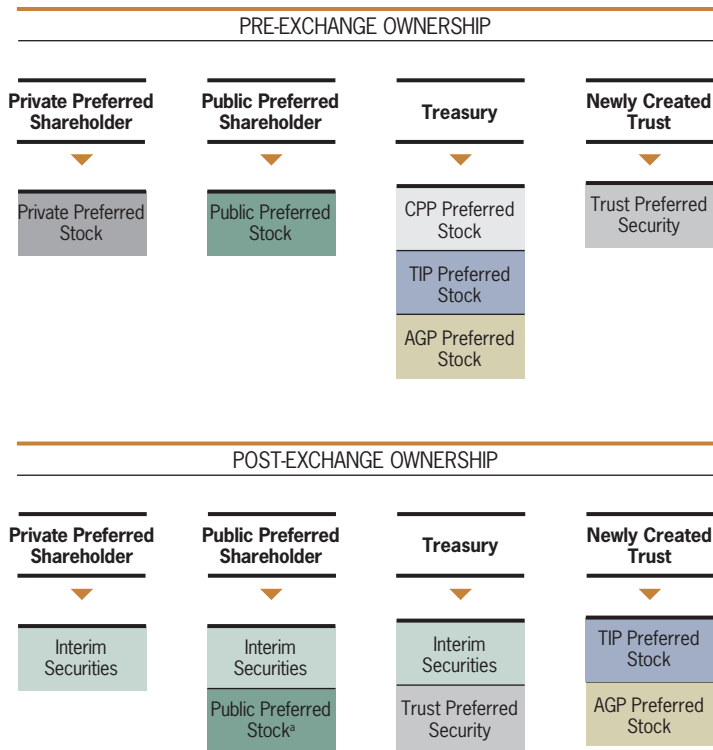 PRE-EXCHANGE OWNERSHIP
Private Preferred
Shareholder
Private Preferred
Stock
Public Preferred
Shareholder
Public Preferred
Stock
Treasury
CPP Preferred
Stock
TIP Preferred
Stock
AGP Preferred
Stock
Newly Created
Trust
Trust Preferred
Security
POST-EXCHANGE OWNERSHIP
Private Preferred
Shareholder
Interim
Securities
Public Preferred
Shareholder
Interim
Securities
Public Preferred
Stockᵃ
Treasury
Interim
Securities
Trust Preferred
Security
Newly Created
Trust
TIP Preferred
Stock
AGP Preferred
Stock